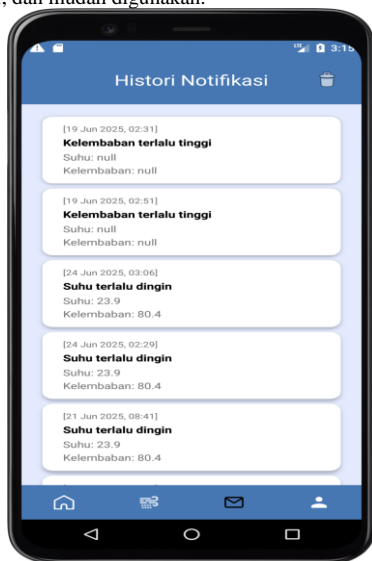 , dan mudah digunakan.
3:15
Histori Notifikasi
[19 Jun 2025, 02:31]
Kelembaban terlalu tinggi
Suhu: null
Kelembaban: null
[19 Jun 2025, 02:51]
Kelembaban terlalu tinggi
Suhu: null
Kelembaban: null
[24 Jun 2025, 03:06]
Suhu terlalu dingin
Suhu: 23.9
Kelembaban: 80.4
[24 Jun 2025, 02:29]
Suhu terlalu dingin
Suhu: 23.9
Kelembaban: 80.4
[21 Jun 2025, 08:41]
Suhu terlalu dingin
Suhu: 23.9
Kelembaban: 80.4